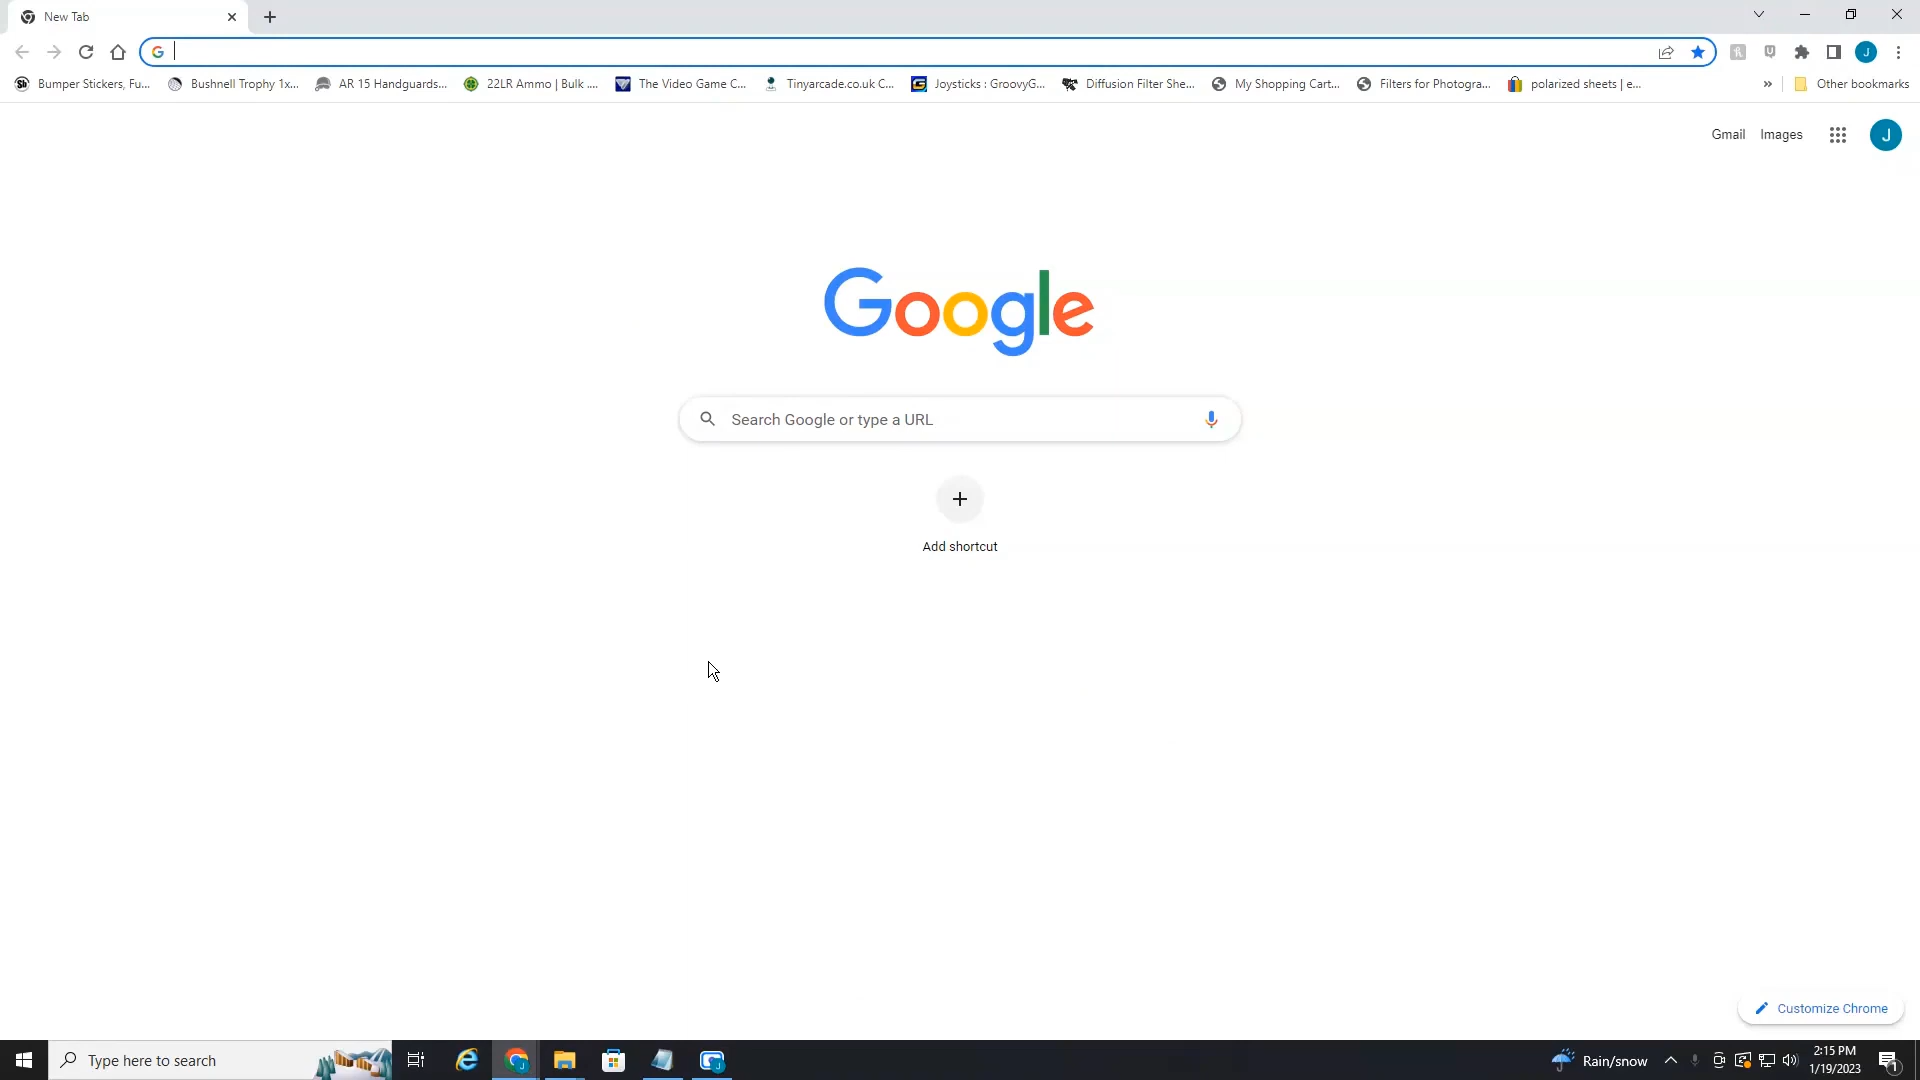 New Tab
Bumper Stickers, Fu... Bushnell Trophy 1x... AR 15 Handguards... 22LR Ammo | Bulk .... The Video Game C... Tinyarcade.co.uk C... Joysticks : GroovyG... Diffusion Filter She... My Shopping Cart... Filters for Photogra... polarized sheets | e... » Other bookmarks
Gmail Images J
Google
Search Google or type a URL
Add shortcut
Customize Chrome
Type here to search
Rain/snow
2:15 PM
1/19/2023
1